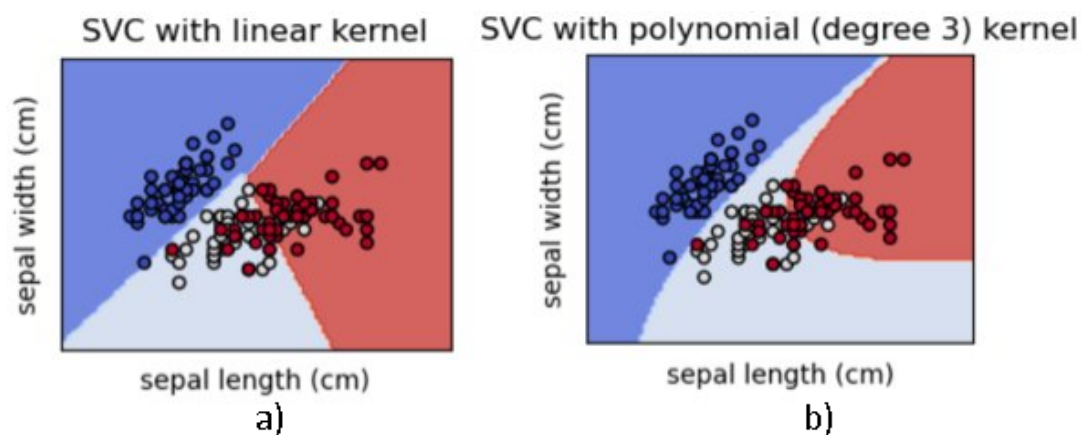 SVC with linear kernel
sepal width (cm)
sepal length (cm)
a)
SVC with polynomial (degree 3) kernel
sepal width (cm)
sepal length (cm)
b)